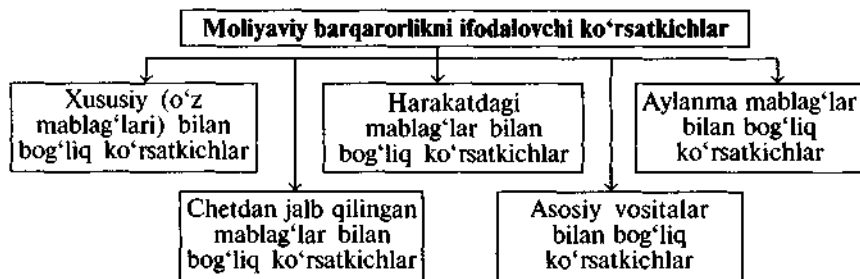 Moliyaviy barqarorlikni ifodalovchi ko‘rsatkichlar
Xususiy (o‘z
mablag‘lari) bilan
bog‘liq ko‘rsatkichlar
Harakatdagi
mablag‘lar bilan
bog‘liq ko‘rsatkichlar
Aylanma mablag‘lar
bilan bog‘liq
ko‘rsatkichlar
Chetdan jalb qilingan
mablag‘lar bilan
bog‘liq ko‘rsatkichlar
Asosiy vositalar
bilan bog‘liq
ko‘rsatkichlar